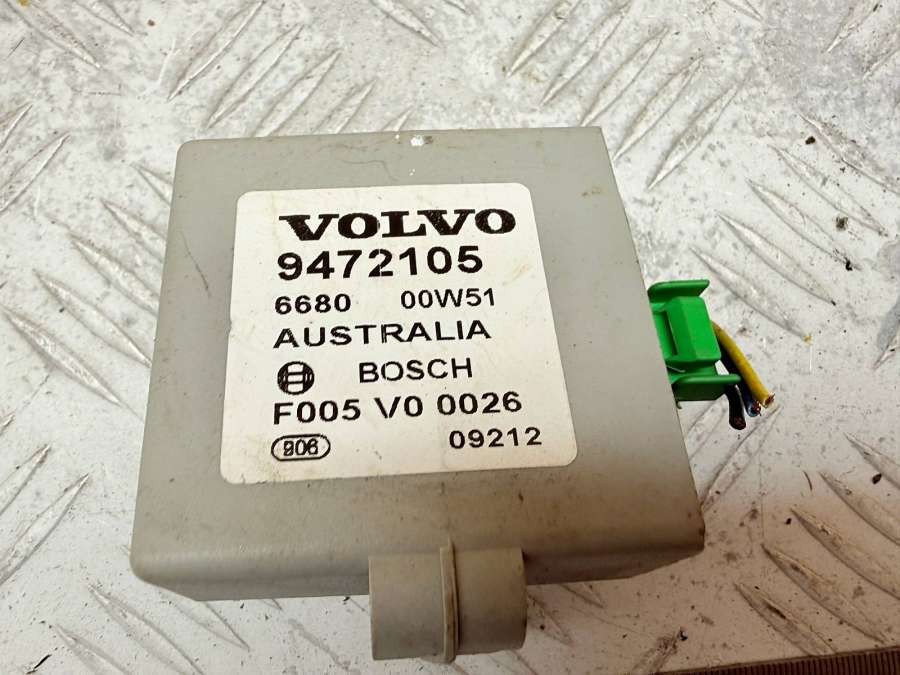 VOLVO
9472105
6680 00W51
AUSTRALIA
BOSCH
F005 V0 0026
906 09212